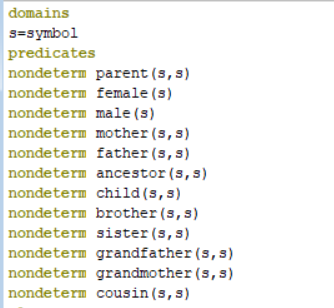 domains
s=symbol
predicates
nondeterm parent(s,s)
nondeterm female(s)
nondeterm male(s)
nondeterm mother(s,s)
nondeterm father(s,s)
nondeterm ancestor(s,s)
nondeterm child(s,s)
nondeterm brother(s,s)
nondeterm sister(s,s)
nondeterm grandfather(s,s)
nondeterm grandmother(s,s)
nondeterm cousin(s,s)